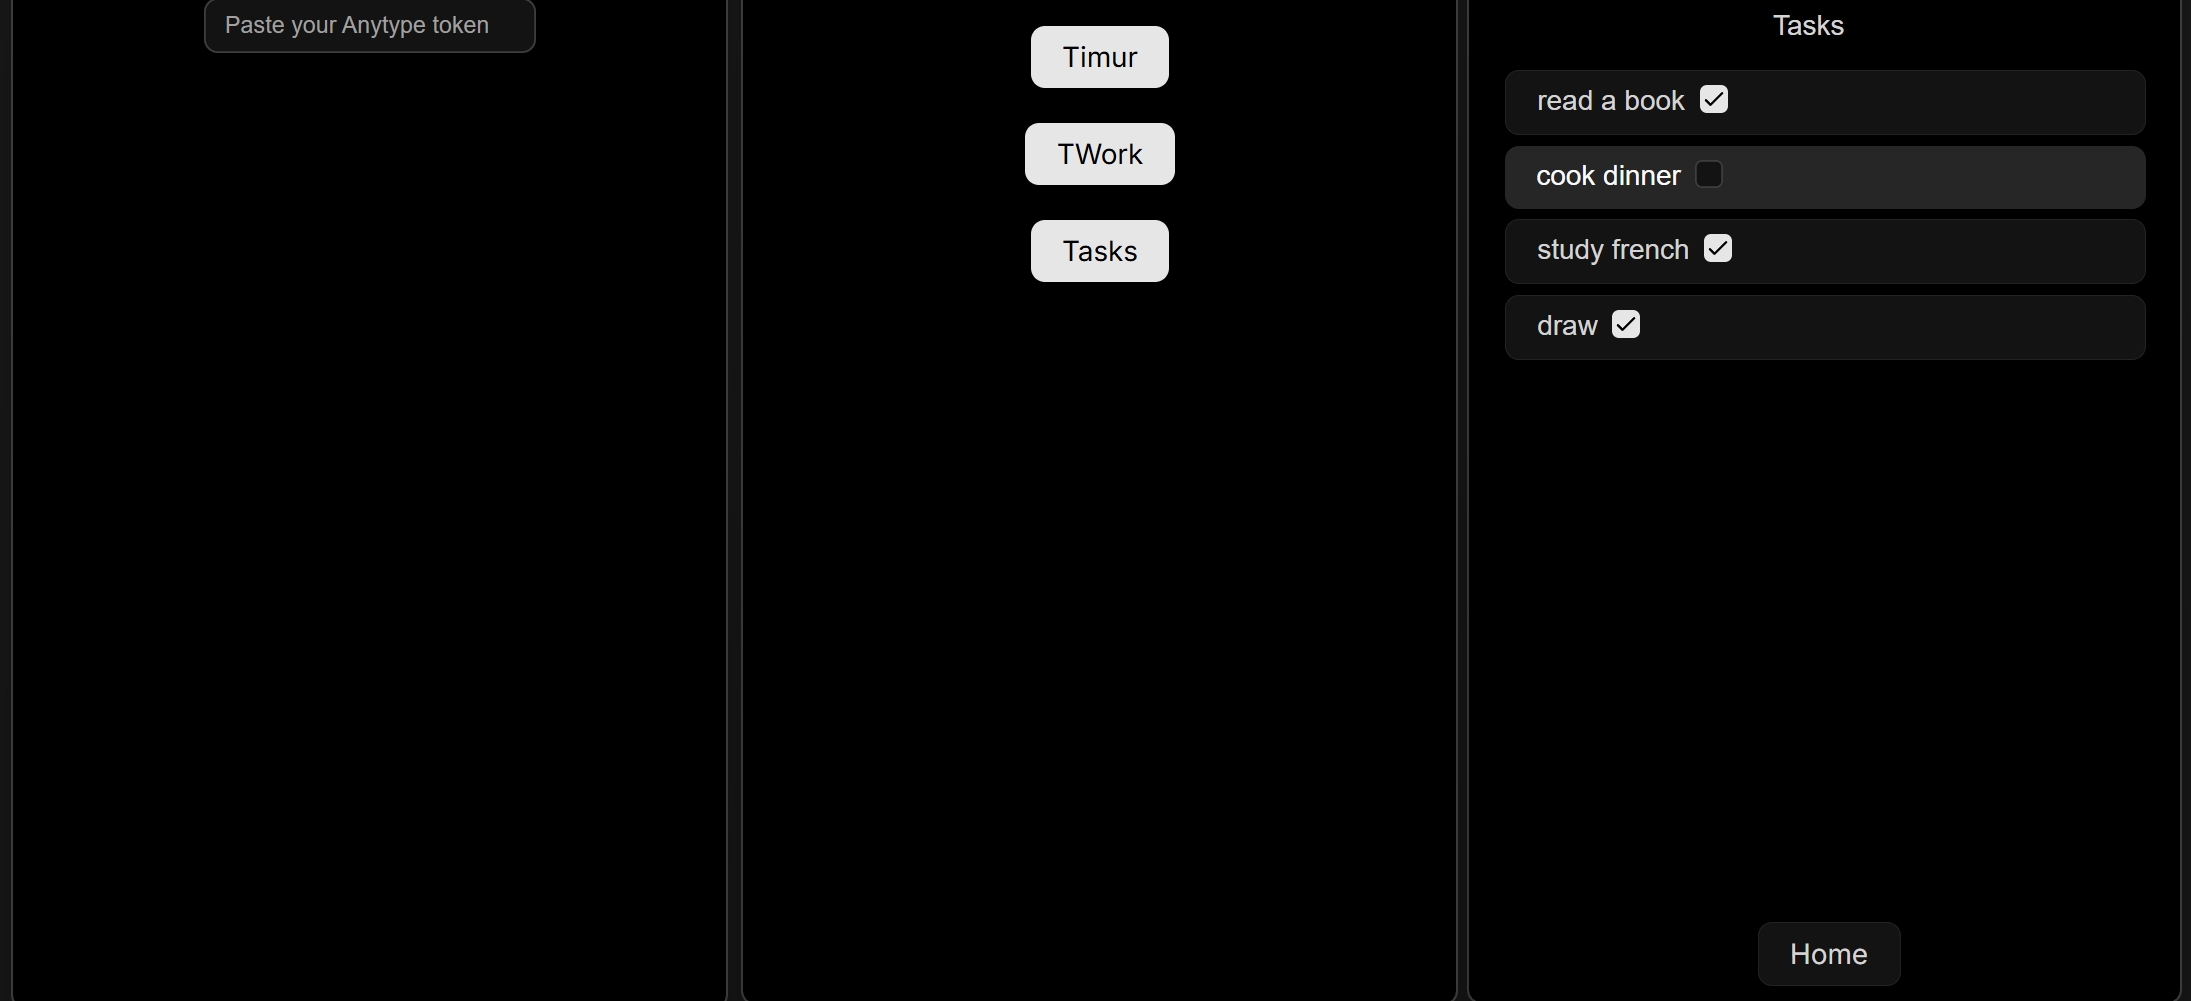 Paste your Anytype token
Timur
TWork
Tasks
Tasks
read a book
cook dinner
study french
draw
Home